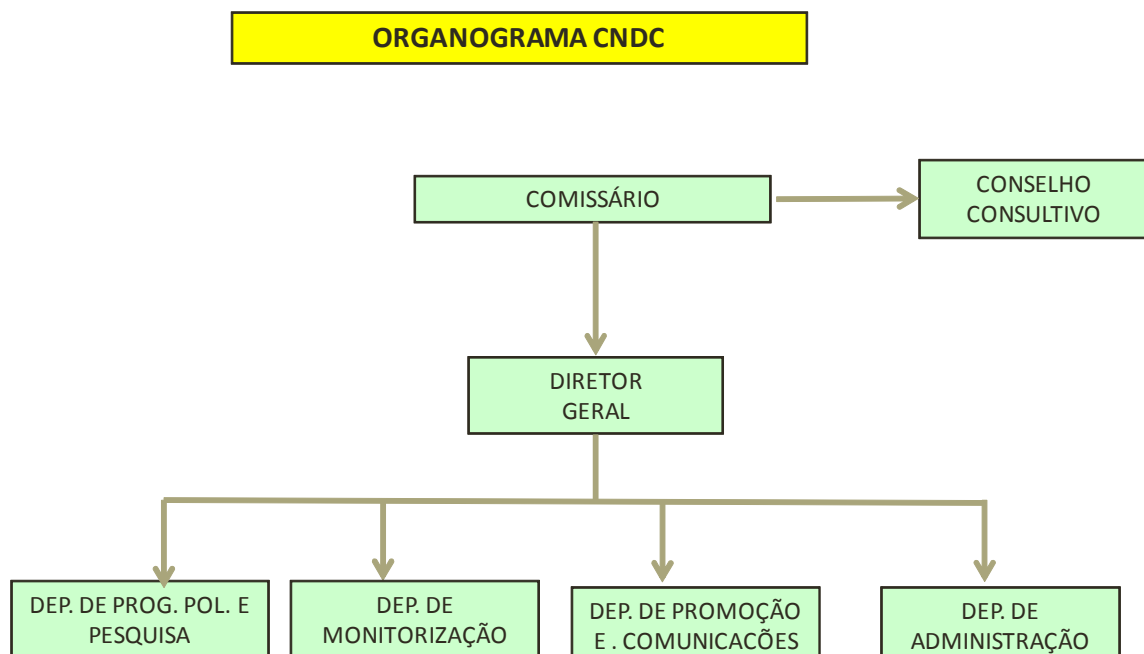 ORGANOGRAMA CNDC
COMISSÁRIO
CONSELHO
CONSULTIVO
DIRETOR
GERAL
DEP. DE PROG. POL. E
PESQUISA
DEP. DE
MONITORIZAÇÃO
DEP. DE PROMOÇÃO
E . COMUNICACÕES
DEP. DE
ADMINISTRAÇÃO